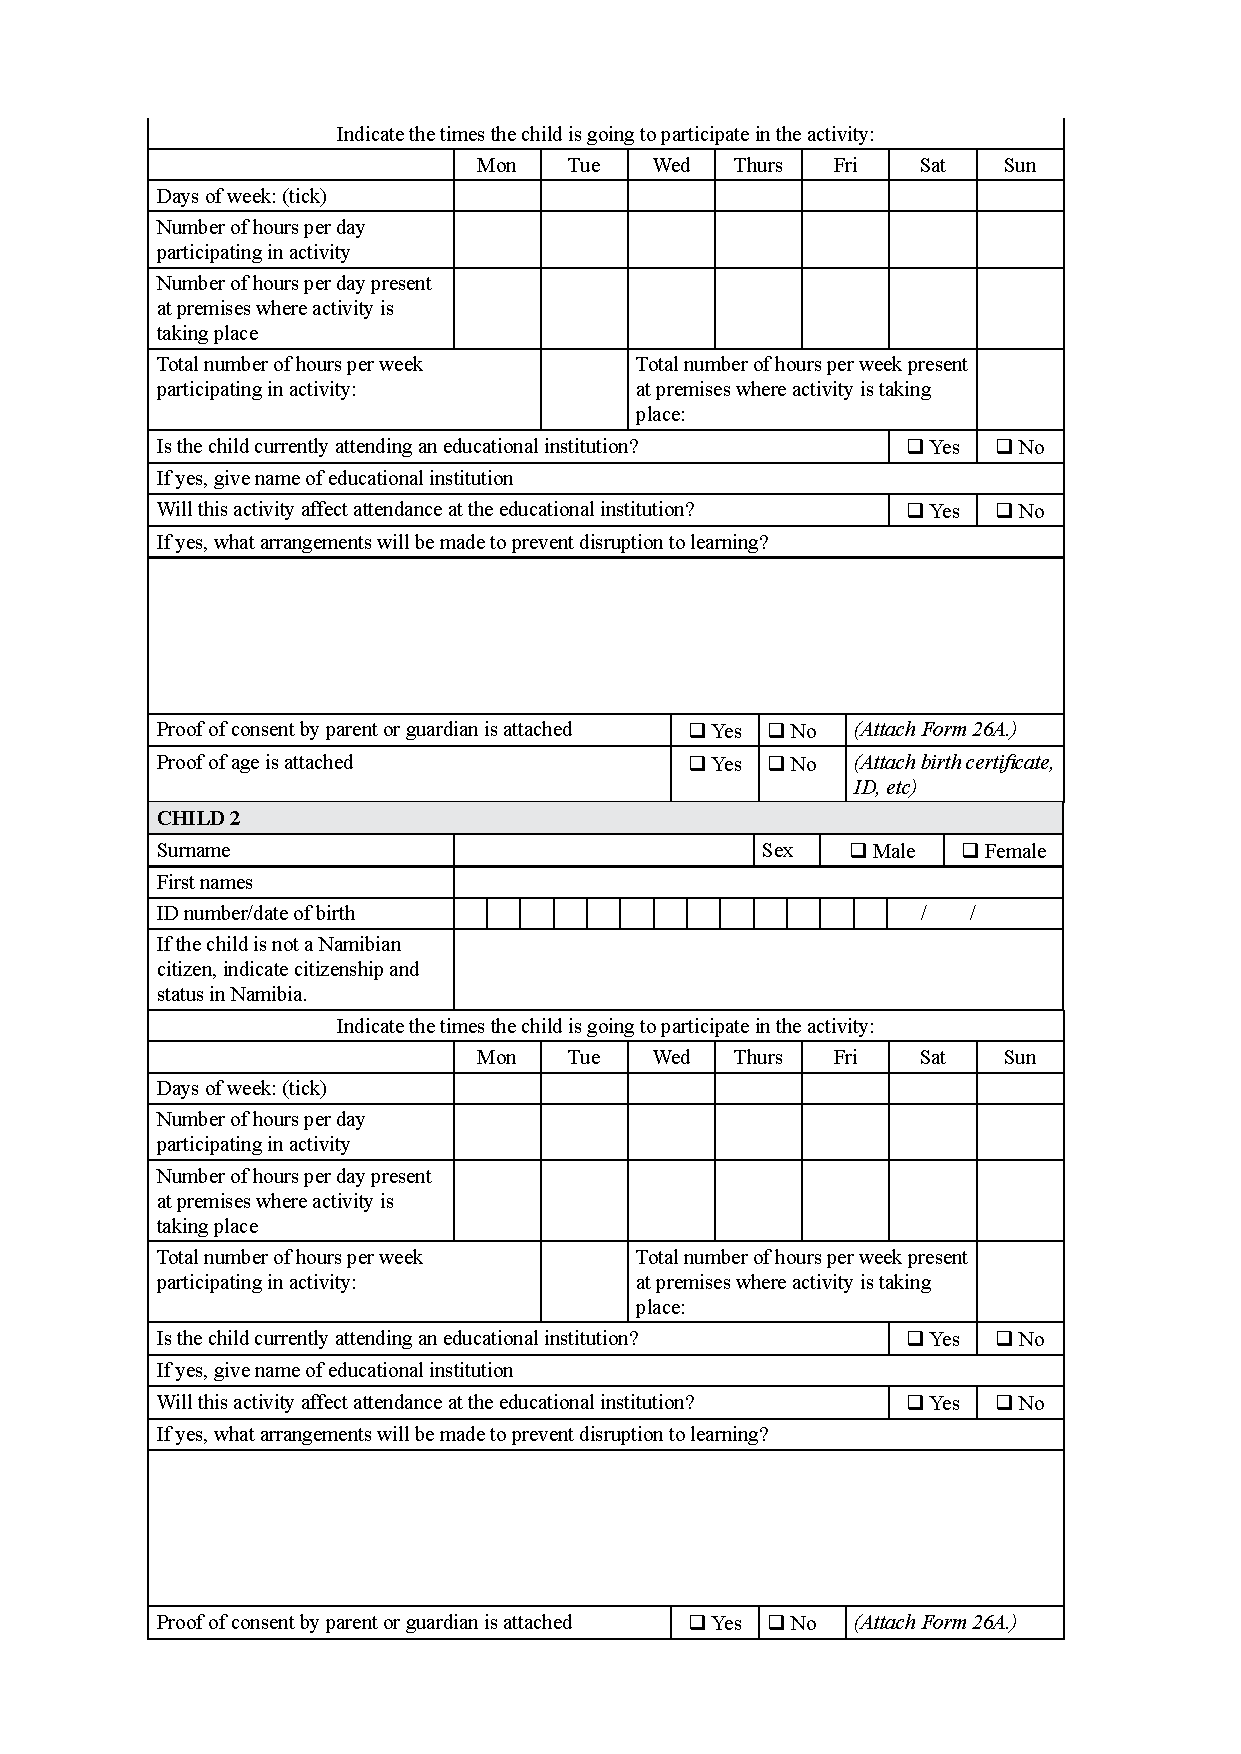 Indicate the times the child is going to participate in the activity:
Mon Tue Wed Thurs Fri Sat Sun
Days of week: (tick)
Number of hours per day
participating in activity
Number of hours per day present
at premises where activity is
taking place
Total number of hours per week
participating in activity:
Total number of hours per week present
at premises where activity is taking
place:
Is the child currently attending an educational institution? ❑ Yes ❑ No
If yes, give name of educational institution
Will this activity affect attendance at the educational institution? ❑ Yes ❑ No
If yes, what arrangements will be made to prevent disruption to learning?
Proof of consent by parent or guardian is attached ❑ Yes ❑ No (Attach Form 26A.)
Proof of age is attached ❑ Yes ❑ No (Attach birth certificate,
ID, etc)
CHILD 2
Surname Sex ❑ Male ❑ Female
First names
ID number/date of birth / /
If the child is not a Namibian
citizen, indicate citizenship and
status in Namibia.
Indicate the times the child is going to participate in the activity:
Mon Tue Wed Thurs Fri Sat Sun
Days of week: (tick)
Number of hours per day
participating in activity
Number of hours per day present
at premises where activity is
taking place
Total number of hours per week
participating in activity:
Total number of hours per week present
at premises where activity is taking
place:
Is the child currently attending an educational institution? ❑ Yes ❑ No
If yes, give name of educational institution
Will this activity affect attendance at the educational institution? ❑ Yes ❑ No
If yes, what arrangements will be made to prevent disruption to learning?
Proof of consent by parent or guardian is attached ❑ Yes ❑ No (Attach Form 26A.)